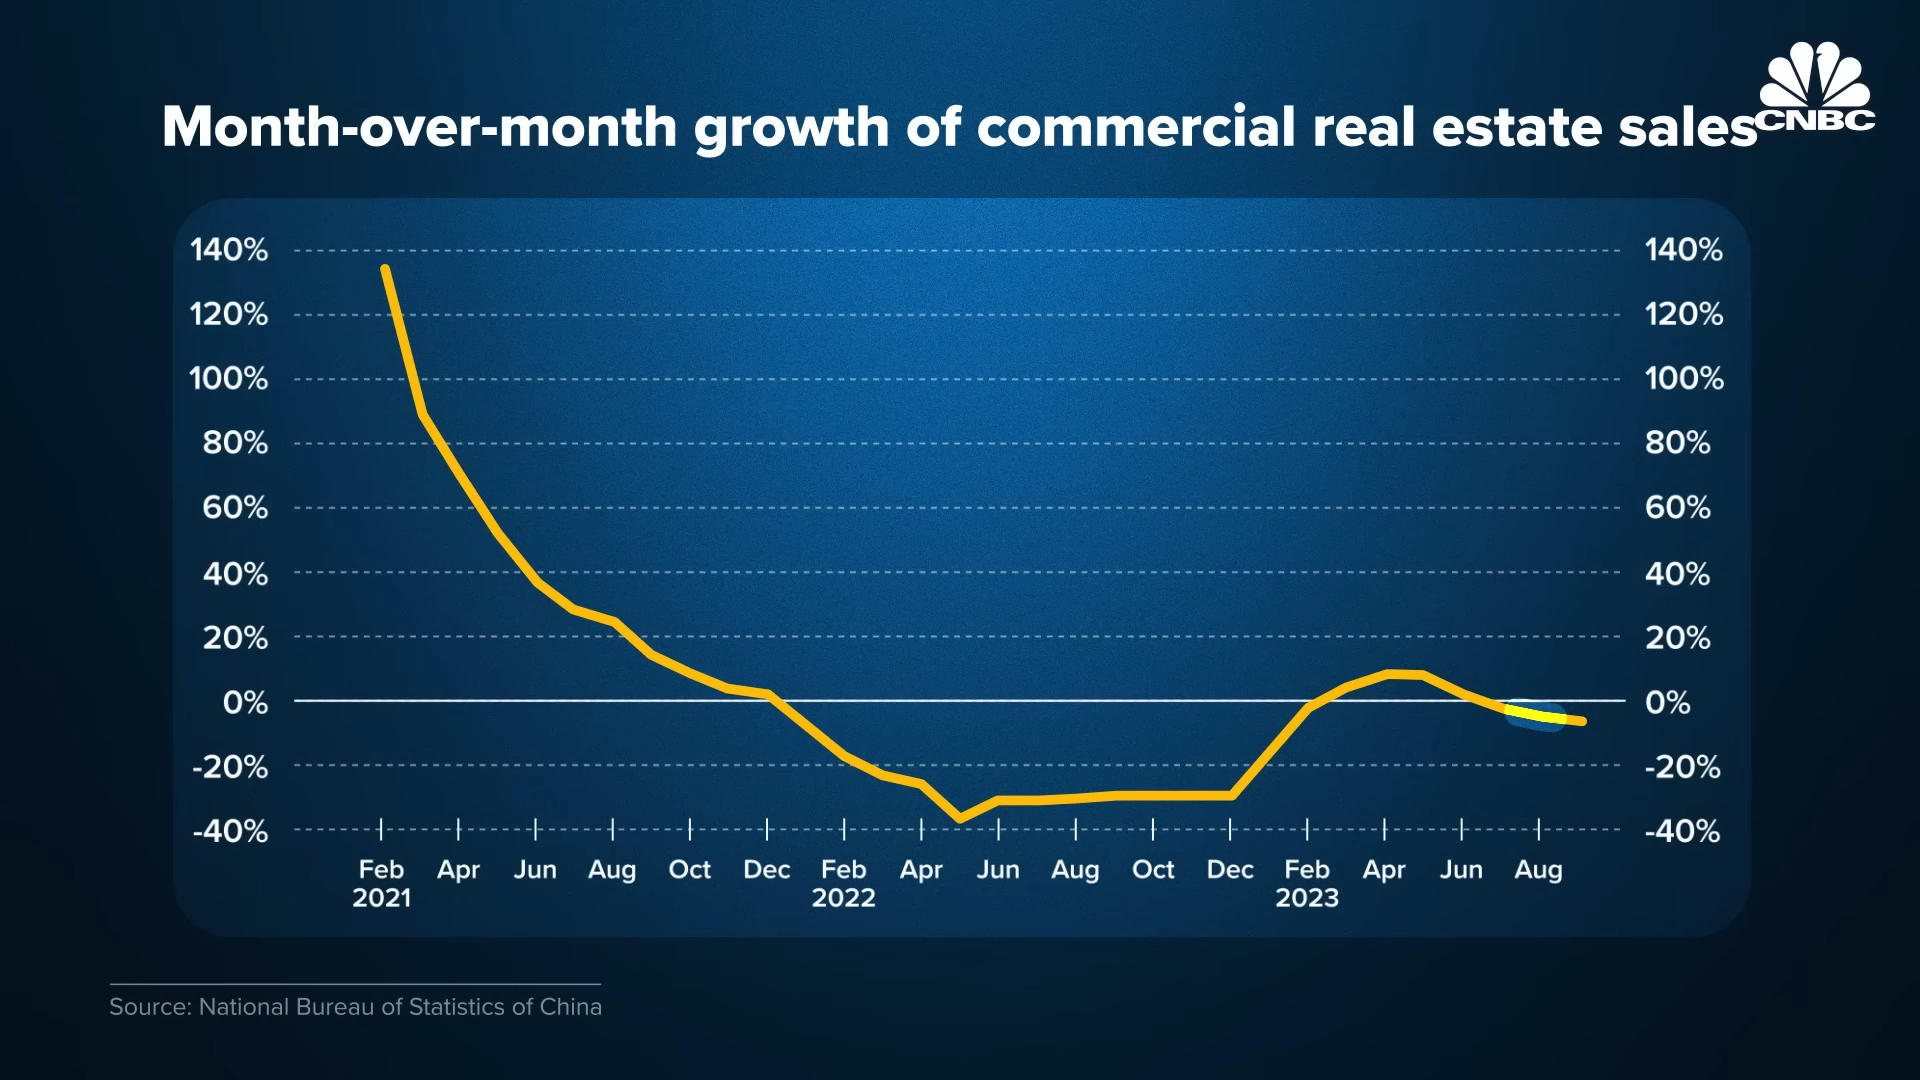 CNBC
Month-over-month growth of commercial real estate sales
140% 140%
120% 120%
100% 100%
80% 80%
60% 60%
40% 40%
20% 20%
0% 0%
-20% -20%
-40% -40%
Feb Apr Jun Aug Oct Dec Feb Apr Jun Aug Oct Dec Feb Apr Jun Aug
2021 2022 2023
Source: National Bureau of Statistics of China